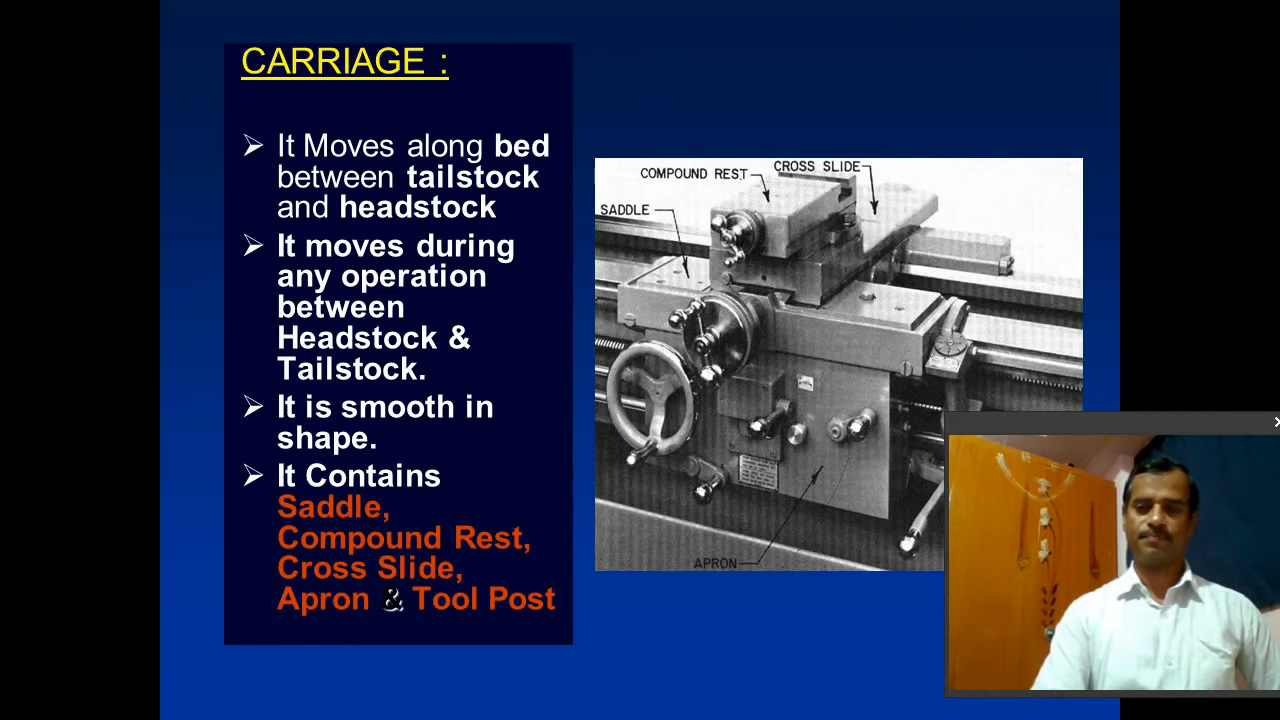 CARRIAGE :
It Moves along bed
between tailstock
and headstock
It moves during
any operation
between
Headstock &
Tailstock.
It is smooth in
shape.
It Contains
Saddle,
Compound Rest,
Cross Slide,
Apron & Tool Post
CROSS SLIDE
COMPOUND REST
SADDLE
APRON